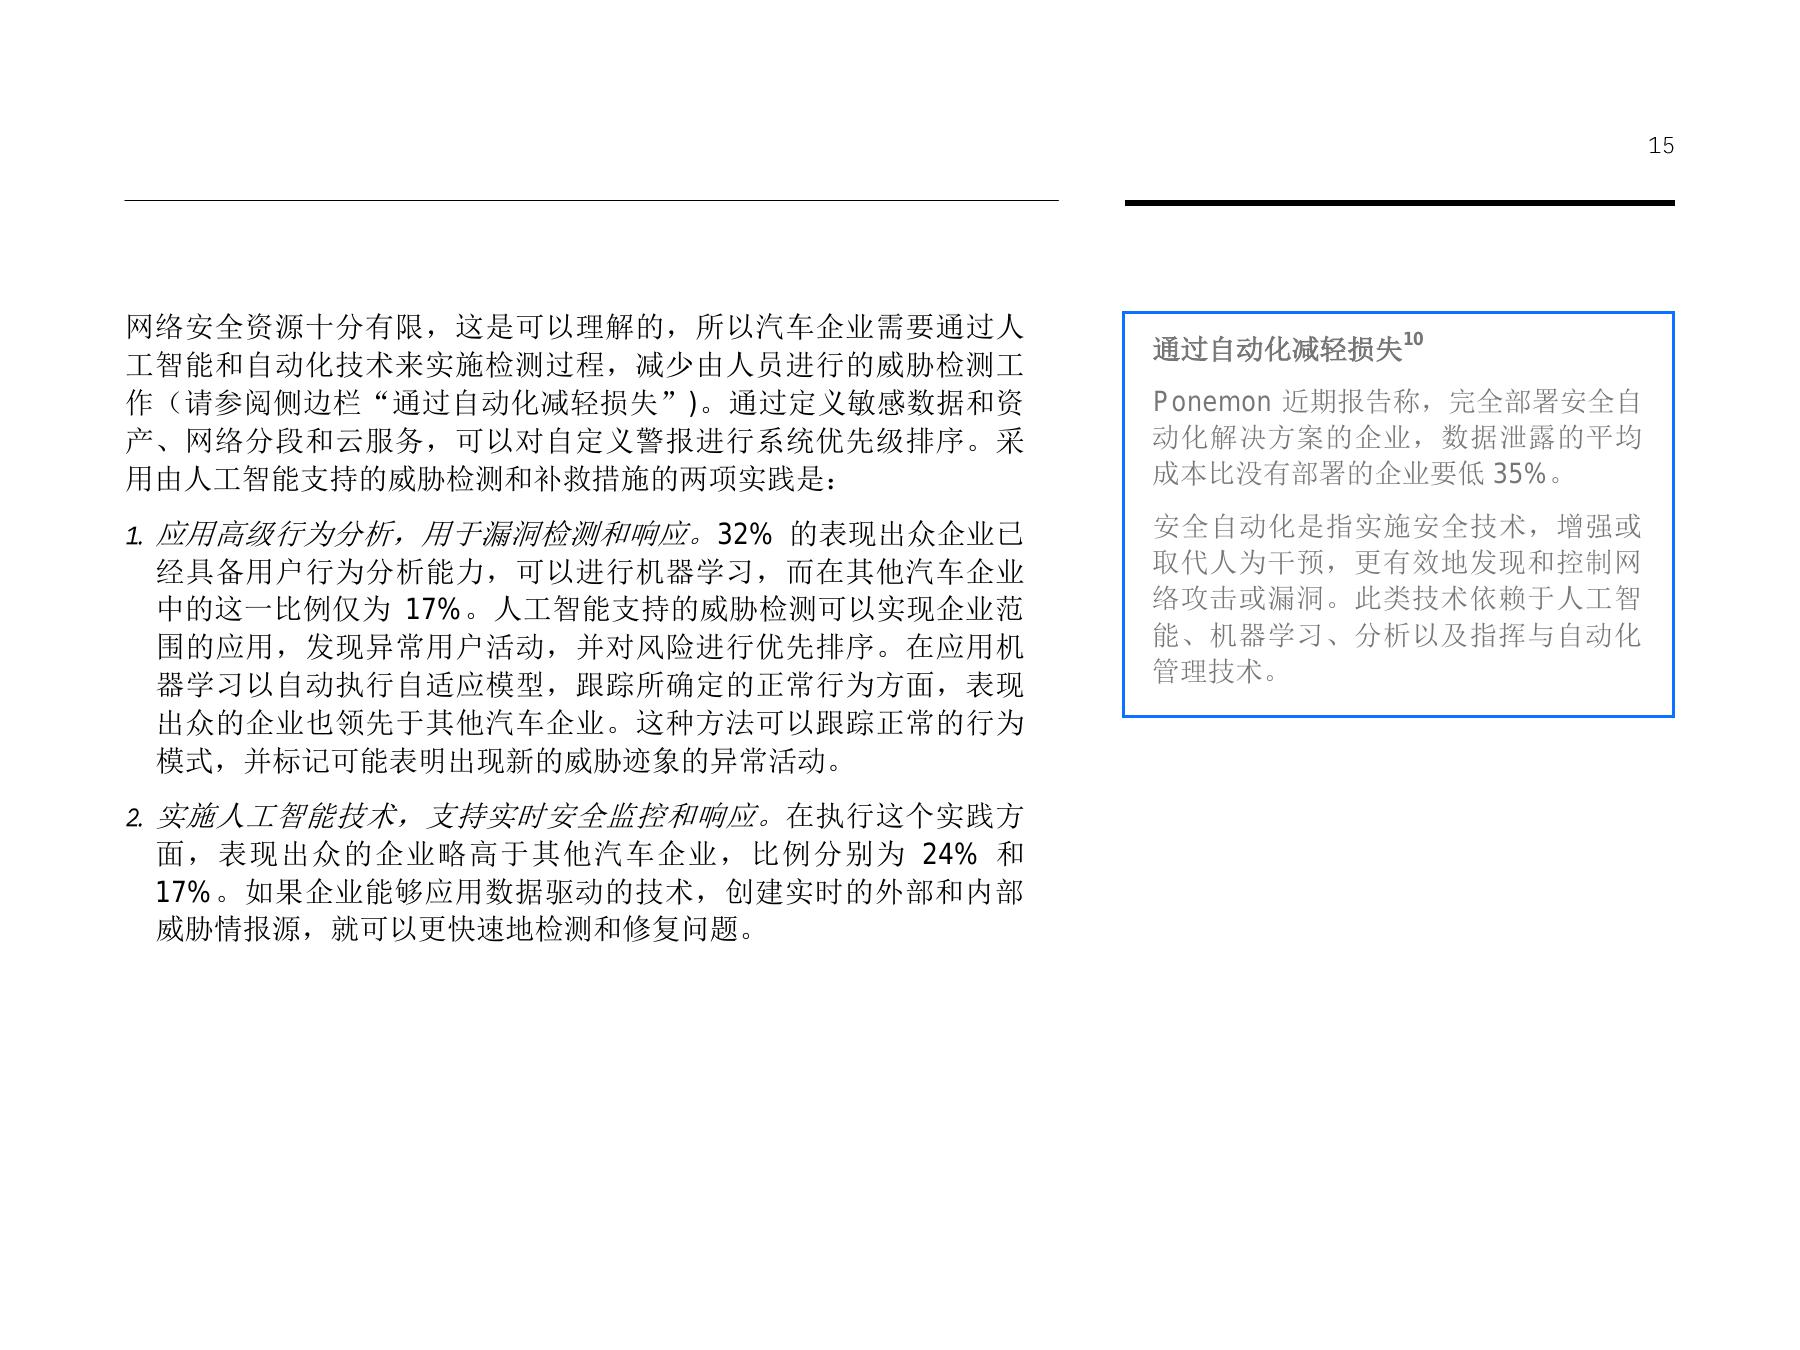 15
网络安全资源十分有限，这是可以理解的，所以汽车企业需要通过人
工智能和自动化技术来实施检测过程，减少由人员进行的威胁检测工
作（请参阅侧边栏“通过自动化减轻损失”)。通过定义敏感数据和资
产、网络分段和云服务，可以对自定义警报进行系统优先级排序。采
用由人工智能支持的威胁检测和补救措施的两项实践是：
1. 应用高级行为分析，用于漏洞检测和响应。32% 的表现出众企业已
经具备用户行为分析能力，可以进行机器学习，而在其他汽车企业
中的这一比例仅为 17%。人工智能支持的威胁检测可以实现企业范
围的应用，发现异常用户活动，并对风险进行优先排序。在应用机
器学习以自动执行自适应模型，跟踪所确定的正常行为方面，表现
出众的企业也领先于其他汽车企业。这种方法可以跟踪正常的行为
模式，并标记可能表明出现新的威胁迹象的异常活动。
2. 实施人工智能技术，支持实时安全监控和响应。在执行这个实践方
面，表现出众的企业略高于其他汽车企业，比例分别为 24% 和
17%。如果企业能够应用数据驱动的技术，创建实时的外部和内部
威胁情报源，就可以更快速地检测和修复问题。
通过自动化减轻损失10
Ponemon 近期报告称，完全部署安全自
动化解决方案的企业，数据泄露的平均
成本比没有部署的企业要低 35%。
安全自动化是指实施安全技术，增强或
取代人为干预，更有效地发现和控制网
络攻击或漏洞。此类技术依赖于人工智
能、机器学习、分析以及指挥与自动化
管理技术。